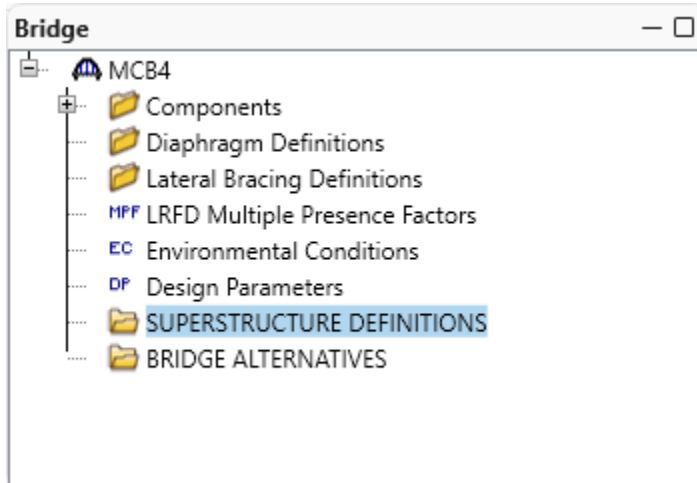 Bridge
MCB4
Components
Diaphragm Definitions
Lateral Bracing Definitions
MPF LRFD Multiple Presence Factors
EC Environmental Conditions
DP Design Parameters
SUPERSTRUCTURE DEFINITIONS
BRIDGE ALTERNATIVES